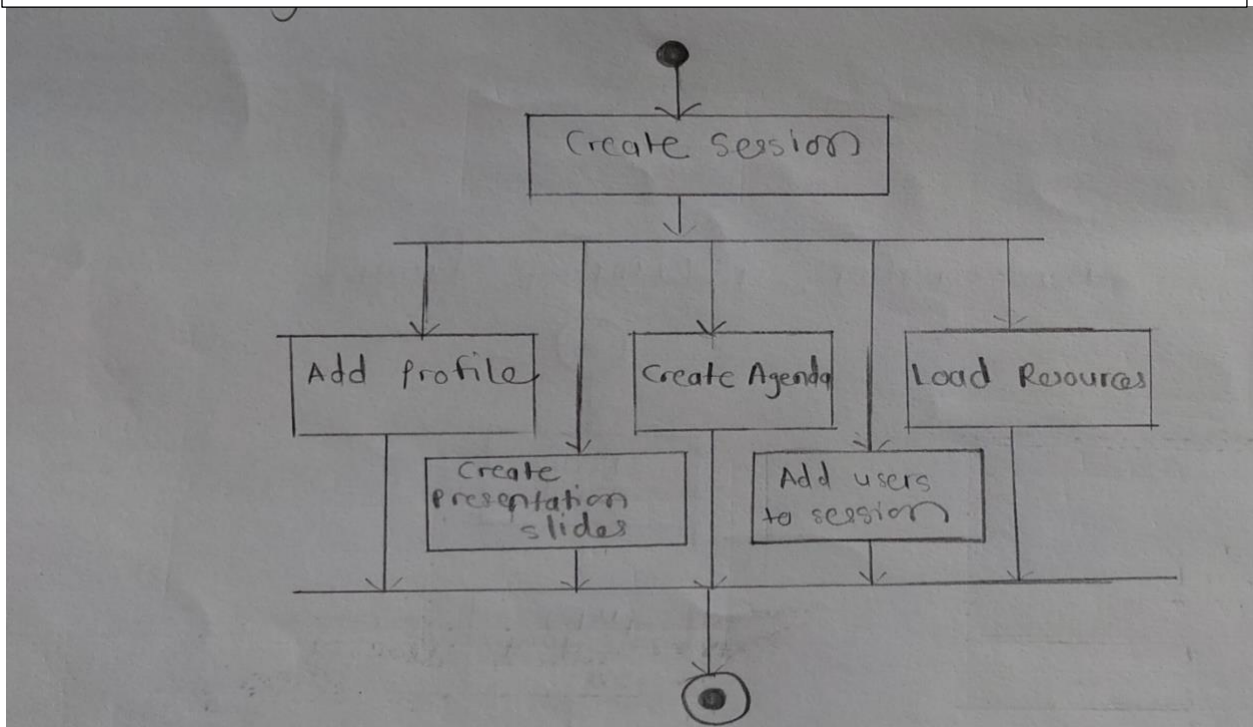 Create session
Add profile
Create Agenda
Load Resources
Create
presentation
slides
Add users
to session